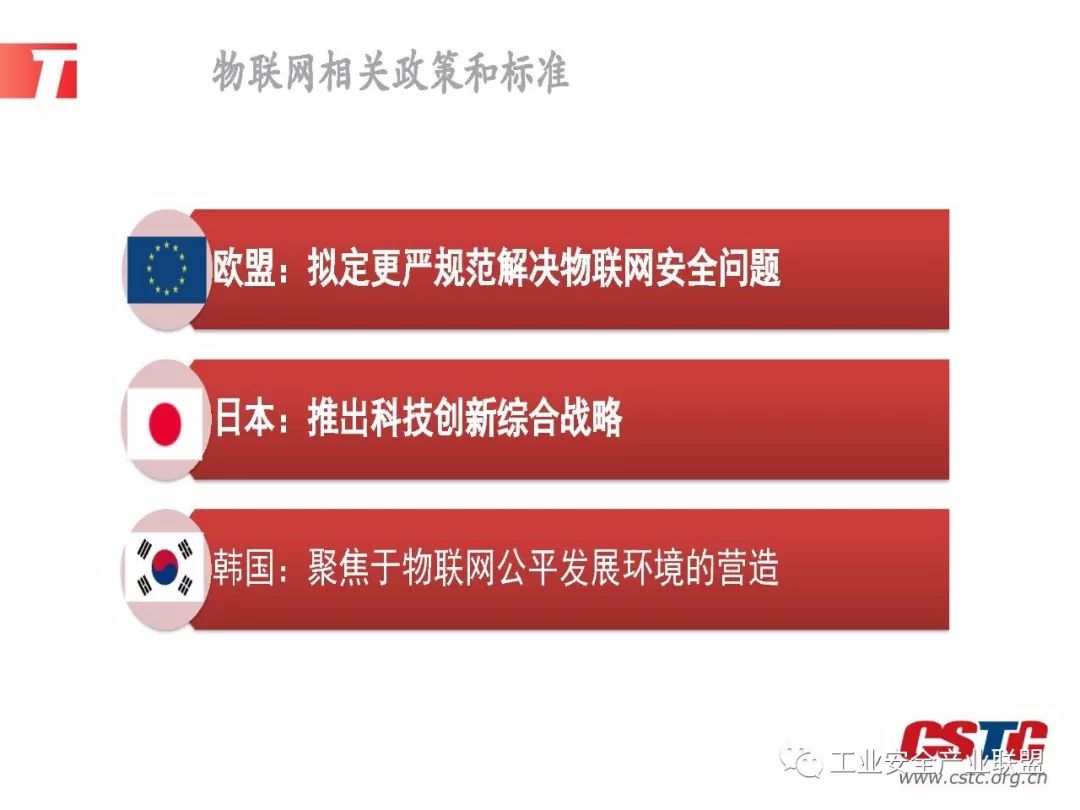 物联网相关政策和标准
欧盟：拟定更严规范解决物联网安全问题
日本：推出科技创新综合战略
韩国：聚焦于物联网公平发展环境的营造
CSTC
工业安全产业联盟
www.cstc.org.cn